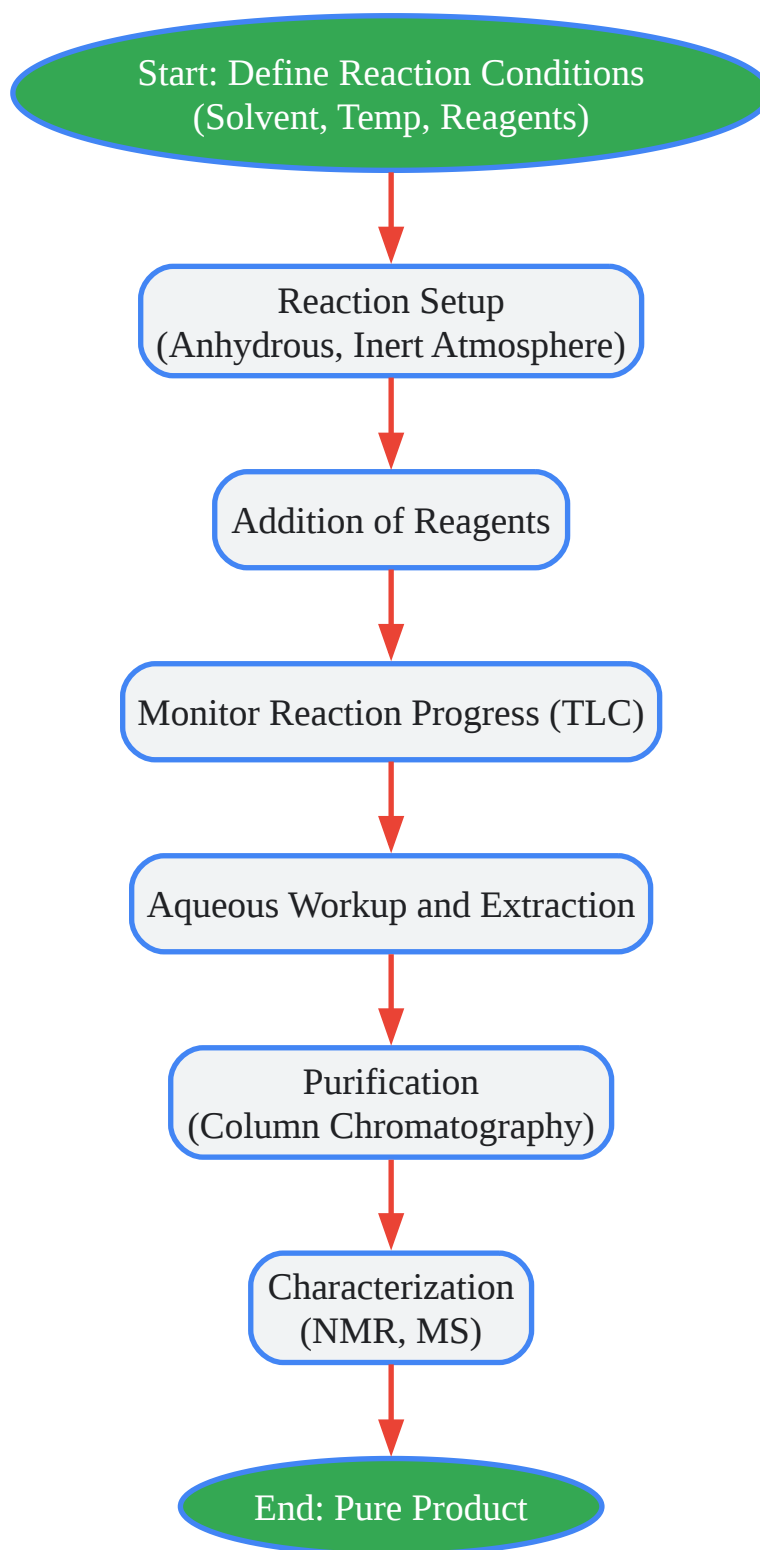 Start: Define Reaction Conditions
(Solvent, Temp, Reagents)
Reaction Setup
(Anhydrous, Inert Atmosphere)
Addition of Reagents
Monitor Reaction Progress (TLC)
Aqueous Workup and Extraction
Purification
(Column Chromatography)
Characterization
(NMR, MS)
End: Pure Product